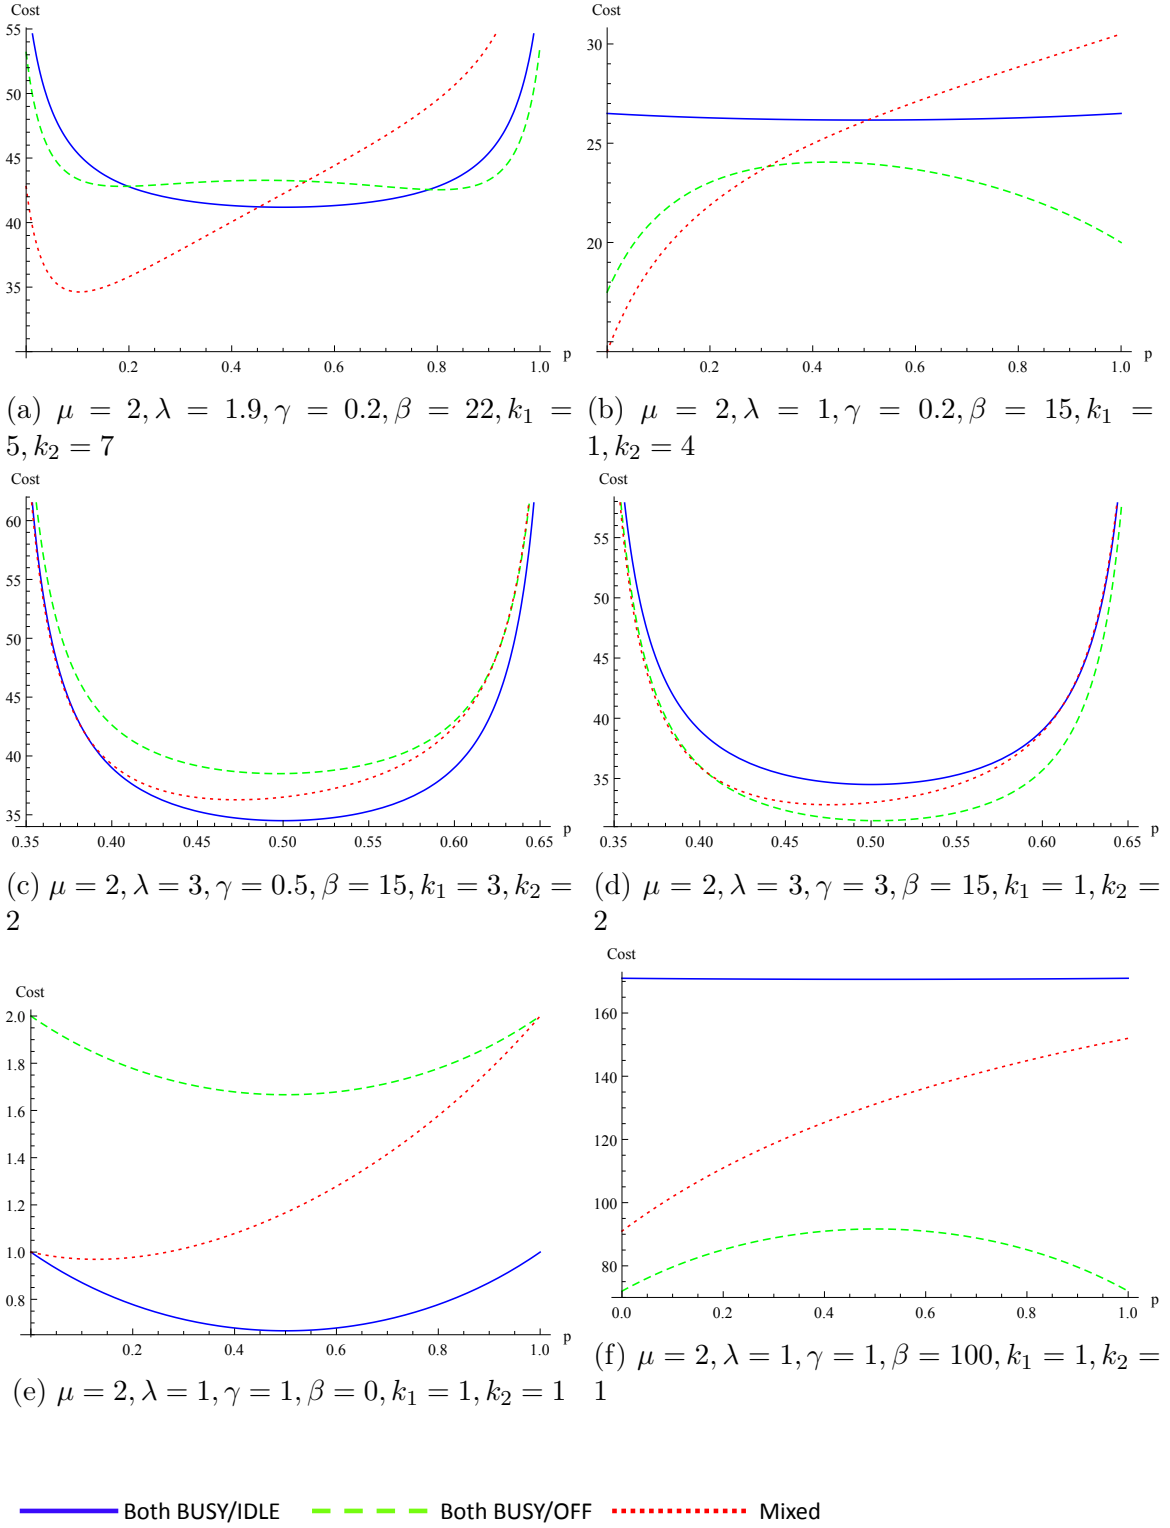 Cost
55
50
45
40
35
0.2 0.4 0.6 0.8 1.0 p
(a) μ = 2, λ = 1.9, γ = 0.2, β = 22, k₁ =
5, k₂ = 7
Cost
30
25
20
0.2 0.4 0.6 0.8 1.0 p
(b) μ = 2, λ = 1, γ = 0.2, β = 15, k₁ =
1, k₂ = 4
Cost
60
55
50
45
40
35
0.35 0.40 0.45 0.50 0.55 0.60 0.65 p
(c) μ = 2, λ = 3, γ = 0.5, β = 15, k₁ = 3, k₂ =
2
Cost
55
50
45
40
35
0.35 0.40 0.45 0.50 0.55 0.60 0.65 p
(d) μ = 2, λ = 3, γ = 3, β = 15, k₁ = 1, k₂ =
2
Cost
2.0
1.8
1.6
1.4
1.2
1.0
0.8
0.2 0.4 0.6 0.8 1.0 p
(e) μ = 2, λ = 1, γ = 1, β = 0, k₁ = 1, k₂ = 1
Cost
160
140
120
100
80
0.0 0.2 0.4 0.6 0.8 1.0 p
(f) μ = 2, λ = 1, γ = 1, β = 100, k₁ = 1, k₂ =
1
Both BUSY/IDLE Both BUSY/OFF Mixed